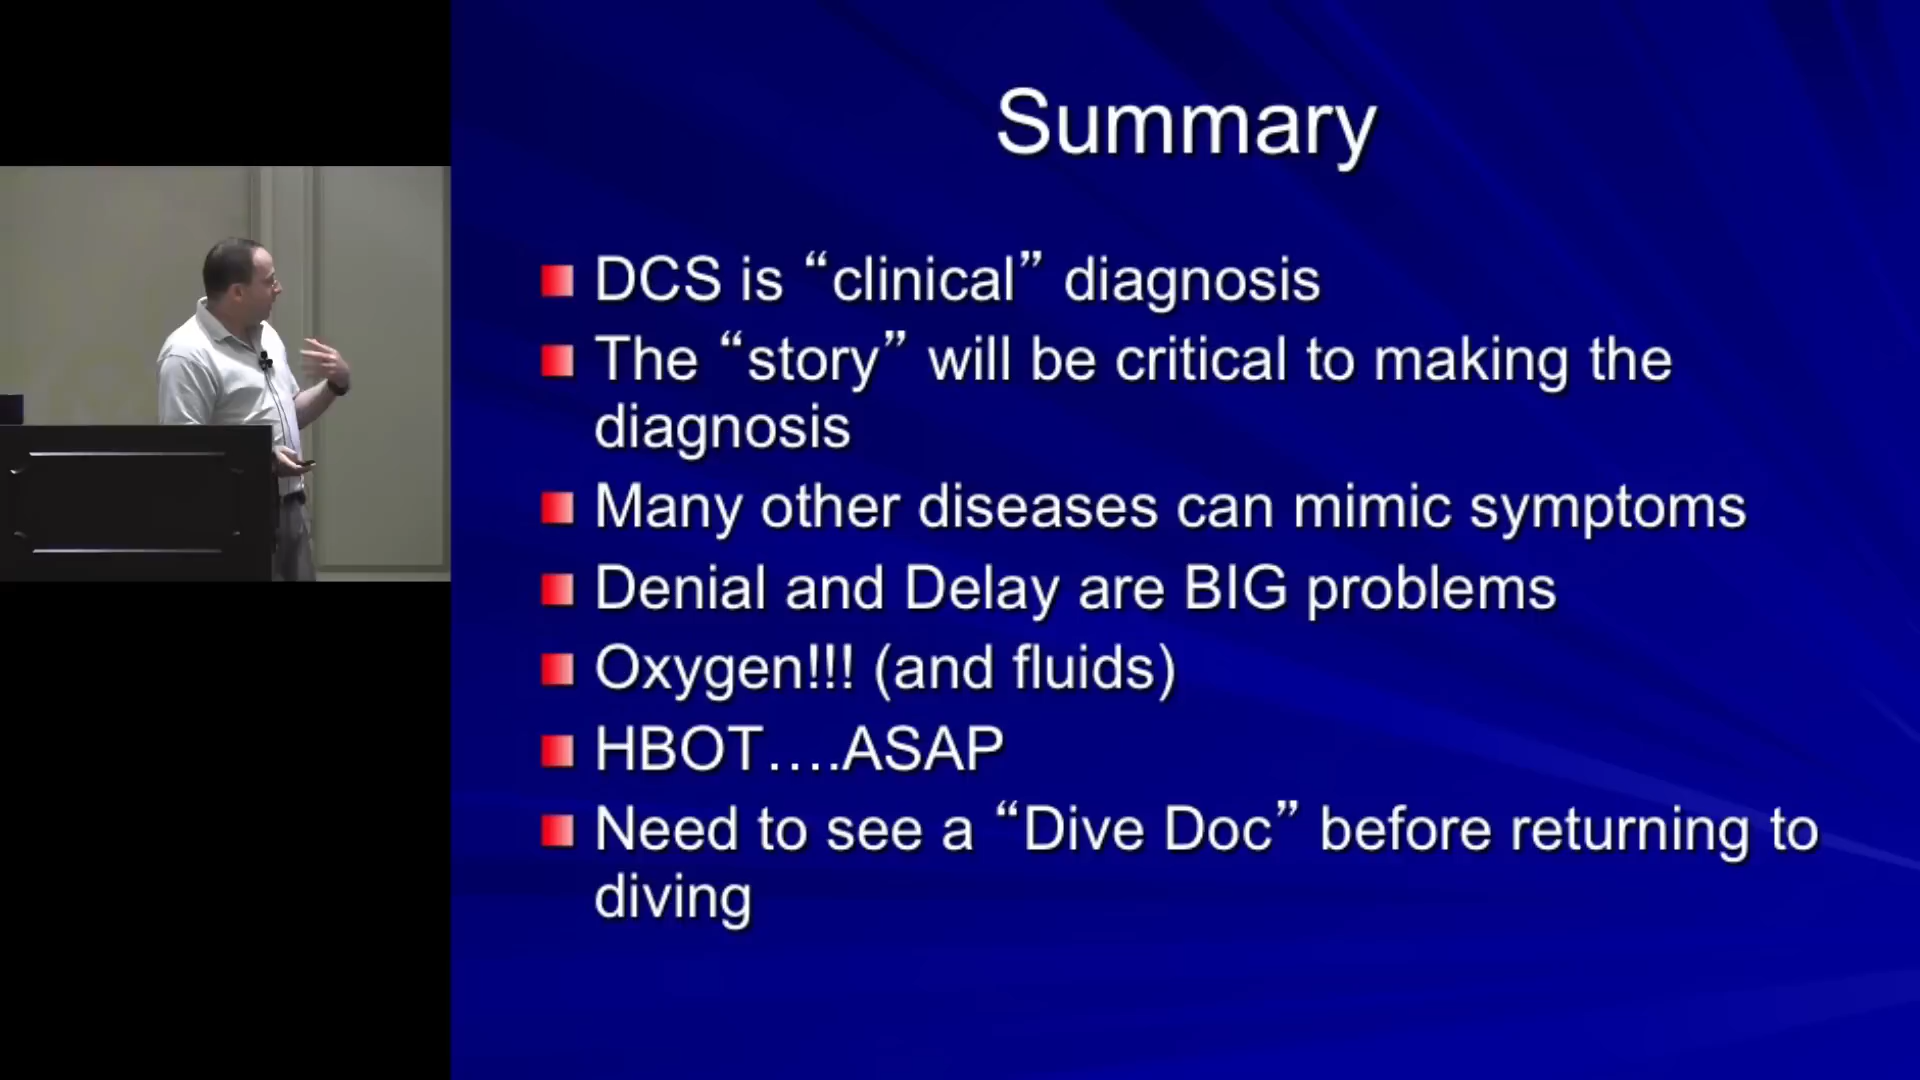 Summary
DCS is “clinical” diagnosis
The “story” will be critical to making the
diagnosis
Many other diseases can mimic symptoms
Denial and Delay are BIG problems
Oxygen!!! (and fluids)
HBOT....ASAP
Need to see a “Dive Doc” before returning to
diving